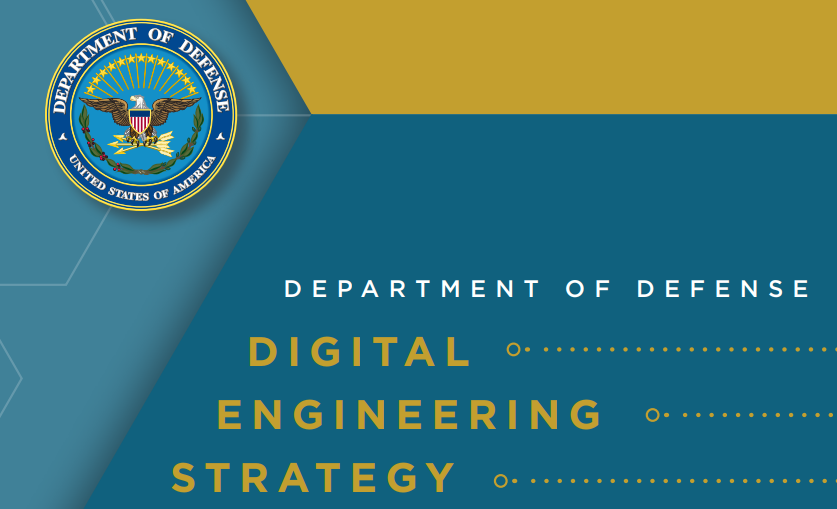 DEPARTMENT OF DEFENSE
UNITED STATES OF AMERICA
DEPARTMENT OF DEFENSE
DIGITAL
ENGINEERING
STRATEGY